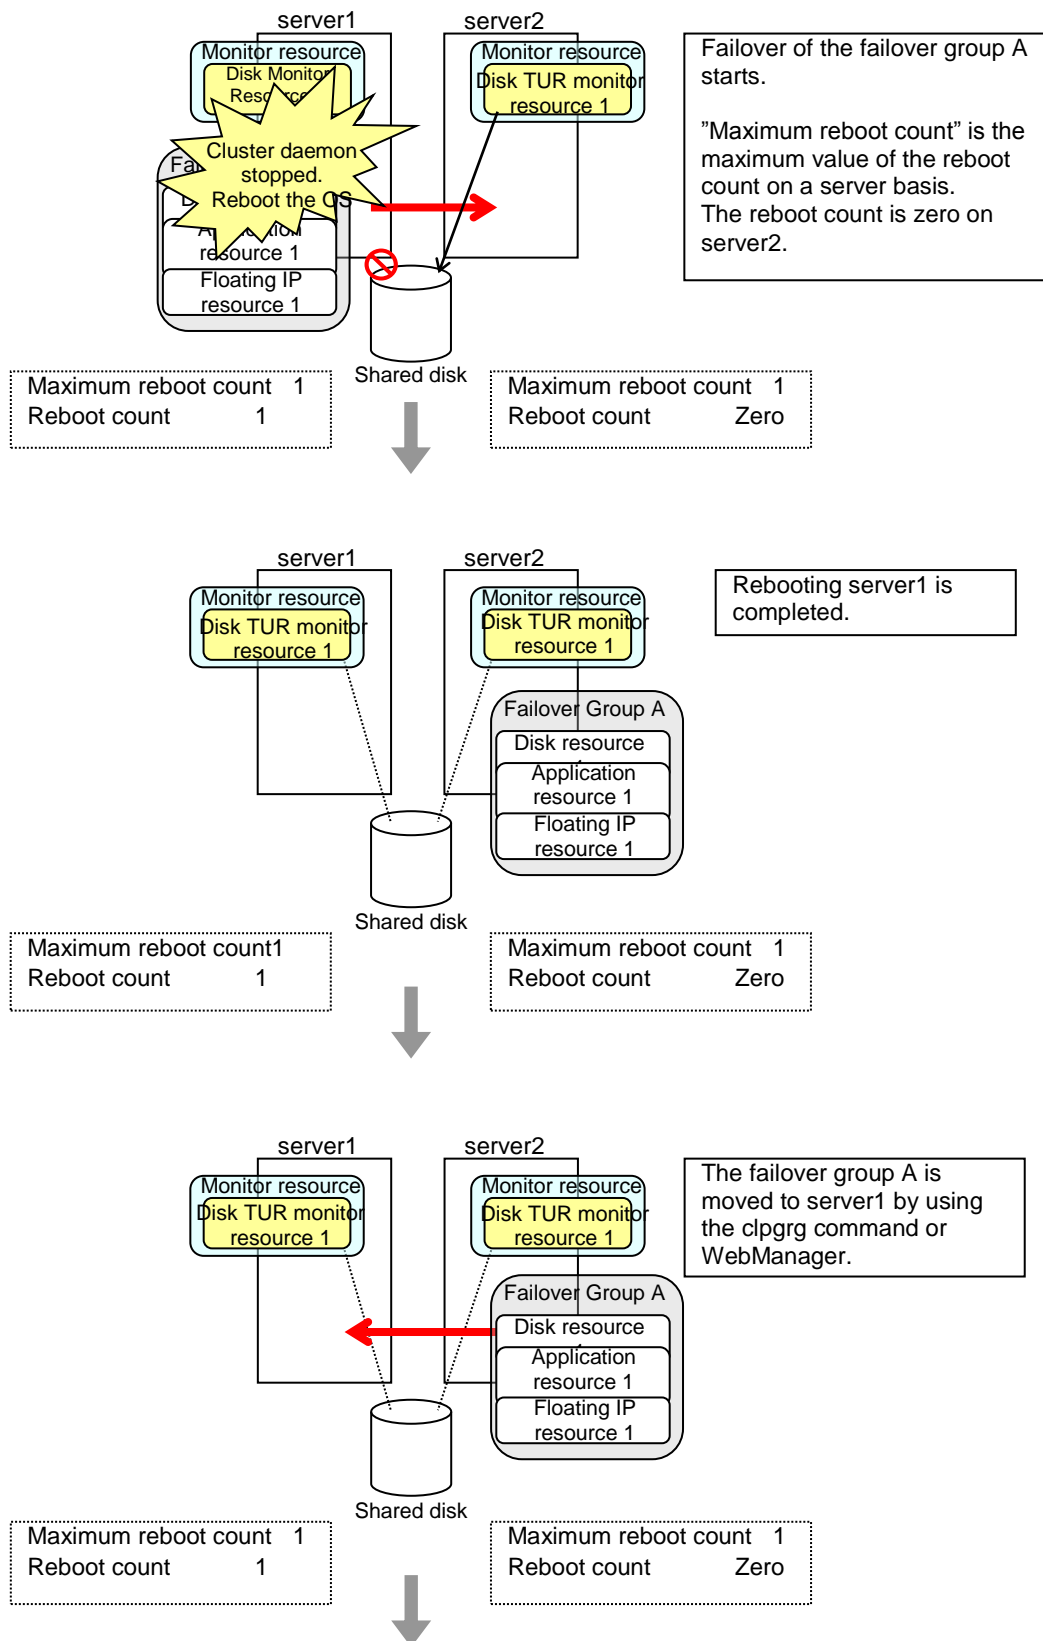 server1
server2
Monitor resource
Disk Monitor
Monitor resource
Disk TUR monitor
resource 1
Cluster daemon
stopped.
Reboot the OS
resource 1
Floating IP
resource 1
Shared disk
Failover of the failover group A
starts.
”Maximum reboot count” is the
maximum value of the reboot
count on a server basis.
The reboot count is zero on
server2.
Maximum reboot count 1
Reboot count 1
Maximum reboot count 1
Reboot count Zero
server1
server2
Monitor resource
Disk TUR monitor
resource 1
Monitor resource
Disk TUR monitor
resource 1
Failover Group A
Disk resource
Application
resource 1
Floating IP
resource 1
Shared disk
Rebooting server1 is
completed.
Maximum reboot count1
Reboot count 1
Maximum reboot count 1
Reboot count Zero
server1
server2
Monitor resource
Disk TUR monitor
resource 1
Monitor resource
Disk TUR monitor
resource 1
Failover Group A
Disk resource
Application
resource 1
Floating IP
resource 1
Shared disk
The failover group A is
moved to server1 by using
the clpgrg command or
WebManager.
Maximum reboot count 1
Reboot count 1
Maximum reboot count 1
Reboot count Zero